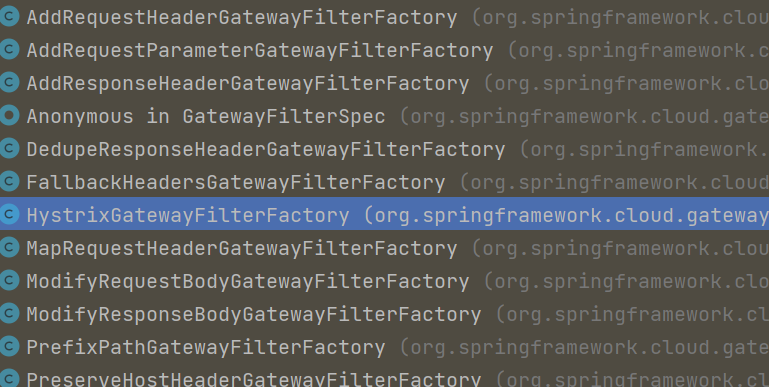 AddRequestHeaderGatewayFilterFactory (org.springframework.cloud
AddRequestParameterGatewayFilterFactory (org.springframework.c
AddResponseHeaderGatewayFilterFactory (org.springframework.clo
Anonymous in GatewayFilterSpec (org.springframework.cloud.gate
DedupeResponseHeaderGatewayFilterFactory (org.springframework.
FallbackHeadersGatewayFilterFactory (org.springframework.cloud
HystrixGatewayFilterFactory (org.springframework.cloud.gateway
MapRequestHeaderGatewayFilterFactory (org.springframework.clou
ModifyRequestBodyGatewayFilterFactory (org.springframework.clo
ModifyResponseBodyGatewayFilterFactory (org.springframework.cl
PrefixPathGatewayFilterFactory (org.springframework.cloud.gate
PreserveHostHeaderGatewayFilterFactory (org.springframework.cl